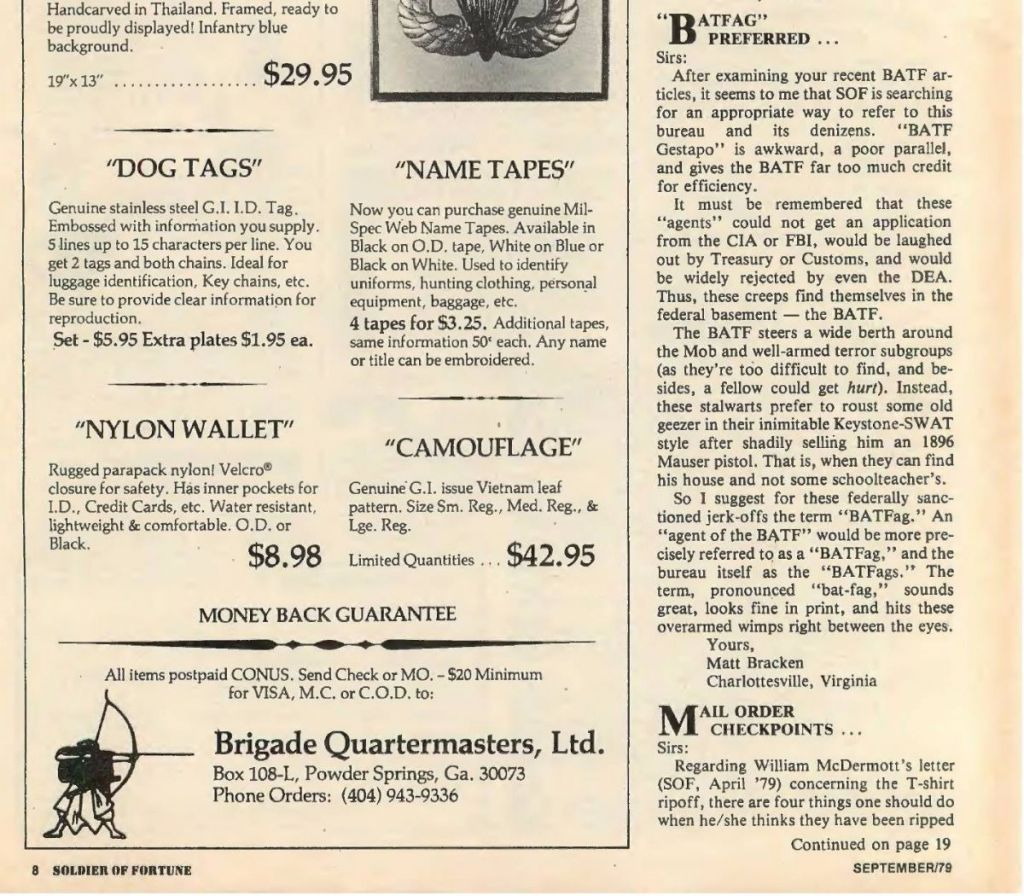 Handcarved in Thailand. Framed, ready to
be proudly displayed! Infantry blue
background.
19"x 13" .................. $29.95
"DOG TAGS"
Genuine stainless steel G.I. I.D. Tag.
Embossed with information you supply.
5 lines up to 15 characters per line. You
get 2 tags and both chains. Ideal for
luggage identification, Key chains, etc.
Be sure to provide clear information for
reproduction.
Set - $5.95 Extra plates $1.95 ea.
"NYLON WALLET"
Rugged parapack nylon! Velcro®
closure for safety. Has inner pockets for
I.D., Credit Cards, etc. Water resistant,
lightweight & comfortable. O.D. or
Black.
$8.98
"NAME TAPES"
Now you can purchase genuine Mil-
Spec Web Name Tapes. Available in
Black on O.D. tape, White on Blue or
Black on White. Used to identify
uniforms, hunting clothing, personal
equipment, baggage, etc.
4 tapes for $3.25. Additional tapes,
same information 50¢ each. Any name
or title can be embroidered.
"CAMOUFLAGE"
Genuine G.I. issue Vietnam leaf
pattern. Size Sm. Reg., Med. Reg., &
Lge. Reg.
Limited Quantities ... $42.95
MONEY BACK GUARANTEE
All items postpaid CONUS. Send Check or MO. - $20 Minimum
for VISA, M.C. or C.O.D. to:
Brigade Quartermasters, Ltd.
Box 108-L, Powder Springs, Ga. 30073
Phone Orders: (404) 943-9336
"BATFAG"
PREFERRED ...
Sirs:
After examining your recent BATF ar-
ticles, it seems to me that SOF is searching
for an appropriate way to refer to this
bureau and its denizens. "BATF
Gestapo" is awkward, a poor parallel,
and gives the BATF far too much credit
for efficiency.
It must be remembered that these
"agents" could not get an application
from the CIA or FBI, would be laughed
out by Treasury or Customs, and would
be widely rejected by even the DEA.
Thus, these creeps find themselves in the
federal basement — the BATF.
The BATF steers a wide berth around
the Mob and well-armed terror subgroups
(as they're too difficult to find, and be-
sides, a fellow could get hurt). Instead,
these stalwarts prefer to roust some old
geezer in their inimitable Keystone-SWAT
style after shadily selling him an 1896
Mauser pistol. That is, when they can find
his house and not some schoolteacher's.
So I suggest for these federally sanc-
tioned jerk-offs the term "BATFag." An
"agent of the BATF" would be more pre-
cisely referred to as a "BATFag," and the
bureau itself as the "BATFags." The
term, pronounced "bat-fag," sounds
great, looks fine in print, and hits these
overarmed wimps right between the eyes.
Yours,
Matt Bracken
Charlottesville, Virginia
MAIL ORDER
CHECKPOINTS ...
Sirs:
Regarding William McDermott's letter
(SOF, April '79) concerning the T-shirt
ripoff, there are four things one should do
when he/she thinks they have been ripped
Continued on page 19
8 SOLDIER OF FORTUNE
SEPTEMBER/79